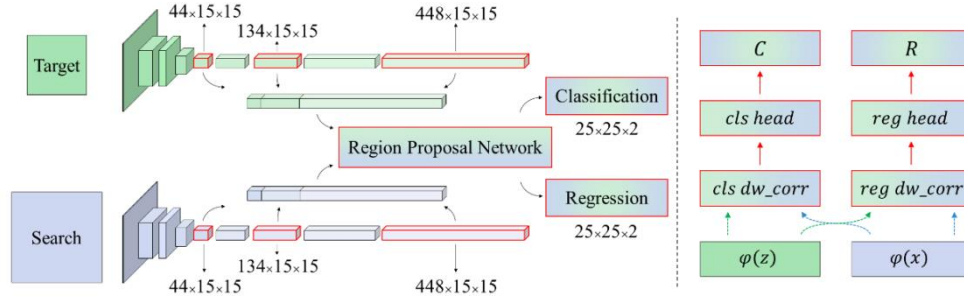 44×15×15
134×15×15
448×15×15
Target
Classification
25×25×2
Region Proposal Network
Regression
25×25×2
Search
44×15×15
134×15×15
448×15×15
C
R
cls head
reg head
cls dw_corr
reg dw_corr
φ(z)
φ(x)